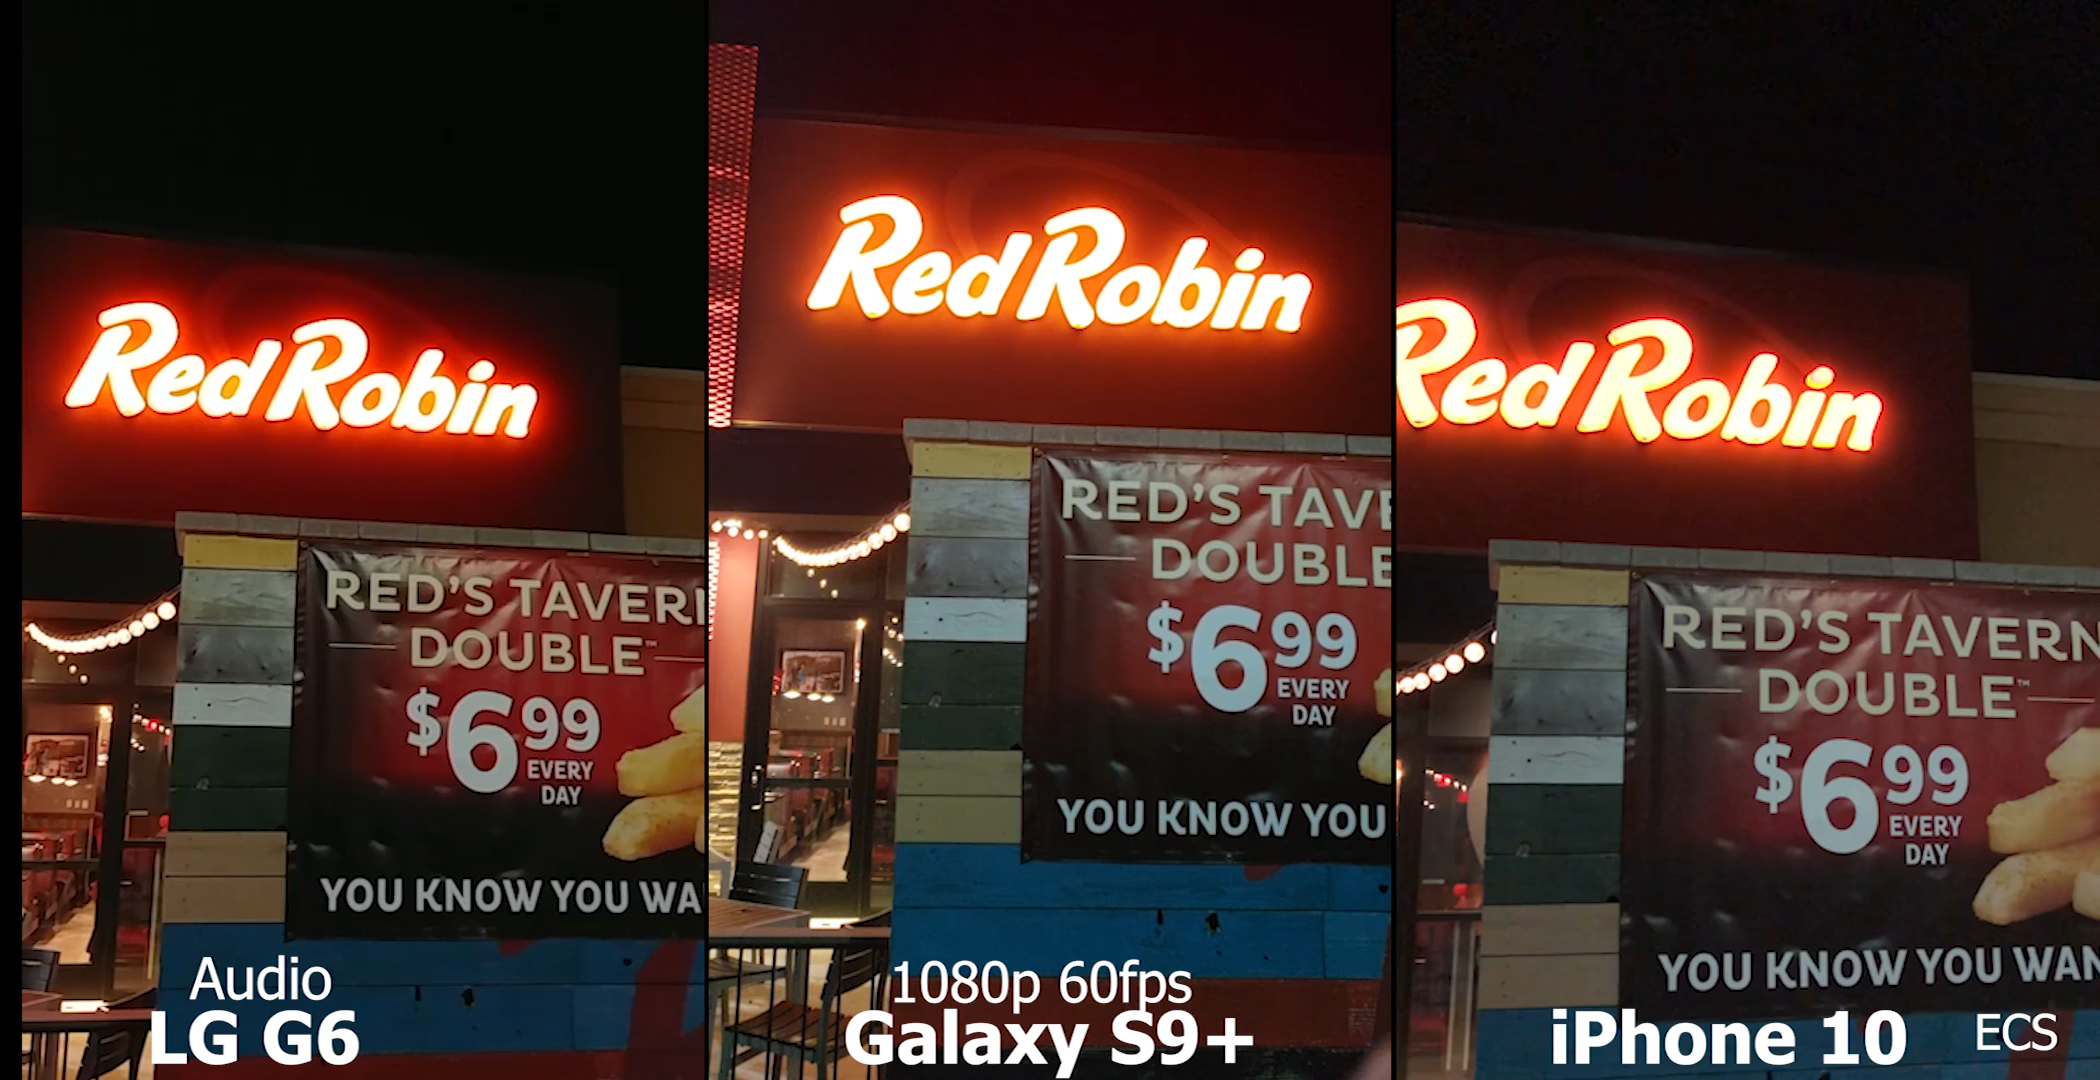 Red Robin
RED'S TAVERN
DOUBLE™
$6.99
EVERY
DAY
YOU KNOW YOU WA
Audio
LG G6
Red Robin
RED'S TAVE
DOUBLE
$6.99
EVERY
DAY
YOU KNOW YOU
1080p 60fps
Galaxy S9+
Red Robin
RED'S TAVERN
DOUBLE™
$6.99
EVERY
DAY
YOU KNOW YOU WAN
iPhone 10
ECS